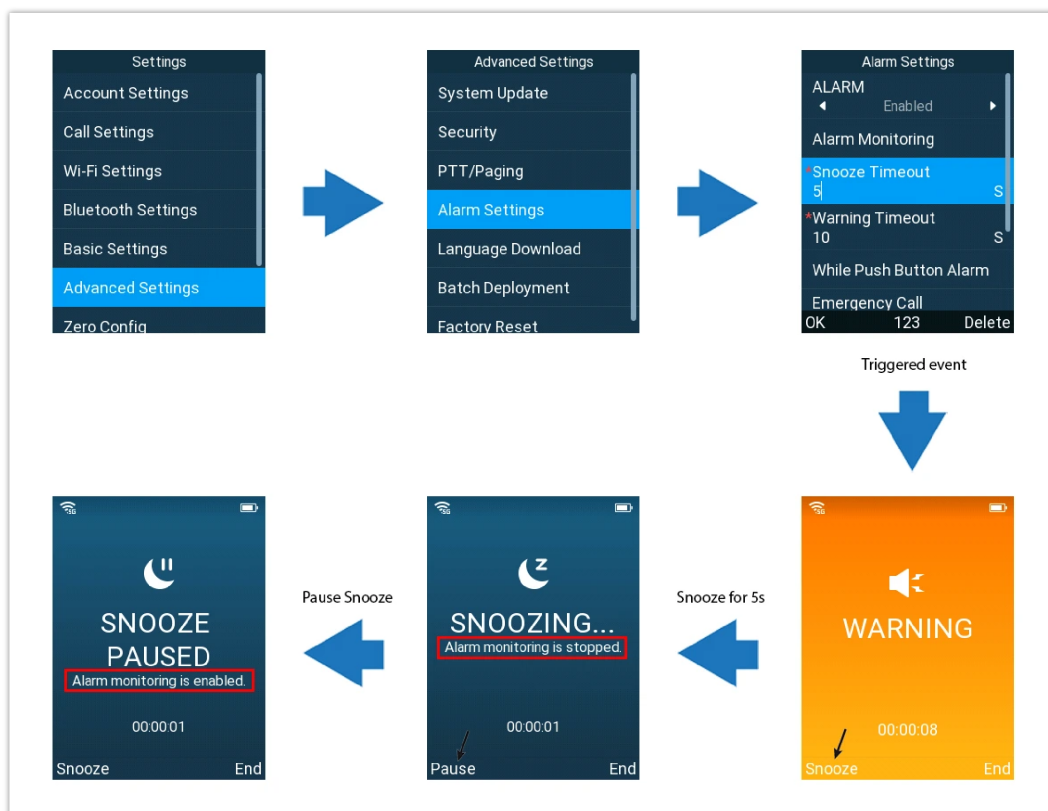 Settings
Account Settings
Call Settings
Wi-Fi Settings
Bluetooth Settings
Basic Settings
Advanced Settings
Zero Config
Advanced Settings
System Update
Security
PTT/Paging
Alarm Settings
Language Download
Batch Deployment
Factory Reset
Alarm Settings
ALARM
Enabled
Alarm Monitoring
*Snooze Timeout
5 S
*Warning Timeout
10 S
While Push Button Alarm
Emergency Call
OK 123 Delete
Triggered event
5G
WARNING
00:00:08
Snooze End
Snooze for 5s
5G
SNOOZING...
Alarm monitoring is stopped.
00:00:01
Pause End
Pause Snooze
5G
SNOOZE
PAUSED
Alarm monitoring is enabled.
00:00:01
Snooze End